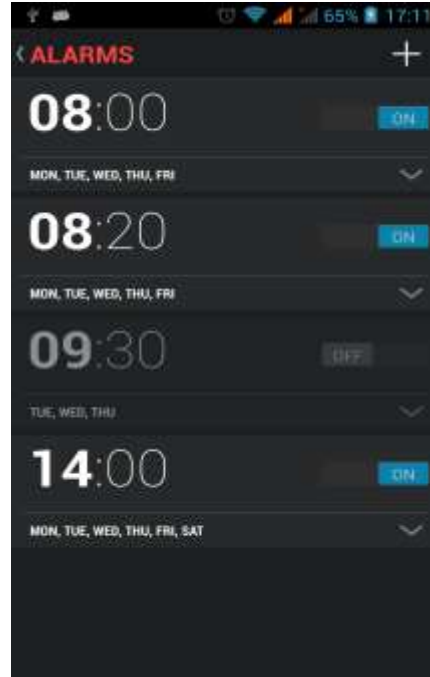 65% 17:11
ALARMS
08:00
ON
MON, TUE, WED, THU, FRI
08:20
ON
MON, TUE, WED, THU, FRI
09:30
OFF
TUE, WED, THU
14:00
ON
MON, TUE, WED, THU, FRI, SAT